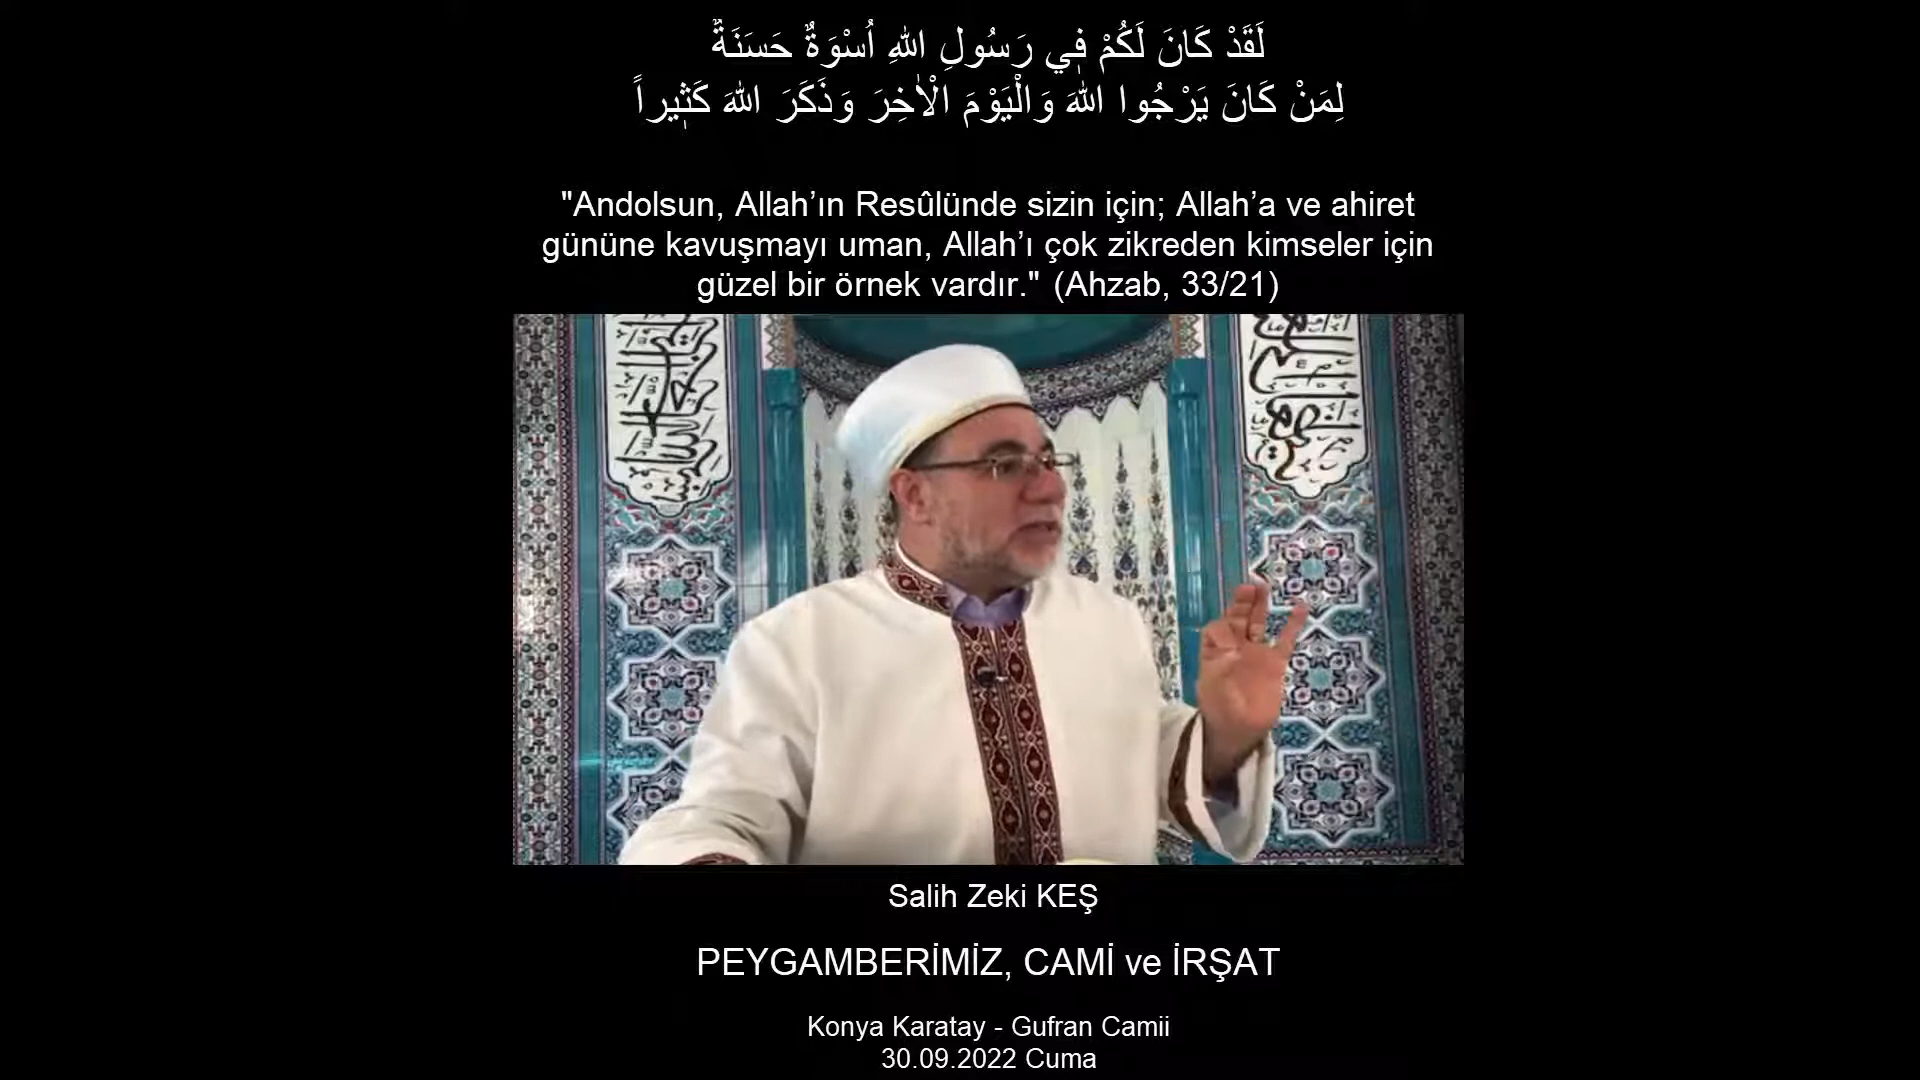 لَقَدْ كَانَ لَكُمْ ف۪ي رَسُولِ اللّٰهِ اُسْوَةٌ حَسَنَةٌ
لِمَنْ كَانَ يَرْجُوا اللّٰهَ وَالْيَوْمَ الْاٰخِرَ وَذَكَرَ اللّٰهَ كَث۪يراًۜ
"Andolsun, Allah’ın Resûlünde sizin için; Allah’a ve ahiret
gününe kavuşmayı uman, Allah’ı çok zikreden kimseler için
güzel bir örnek vardır." (Ahzab, 33/21)
Salih Zeki KEŞ
PEYGAMBERİMİZ, CAMİ ve İRŞAT
Konya Karatay - Gufran Camii
30.09.2022 Cuma